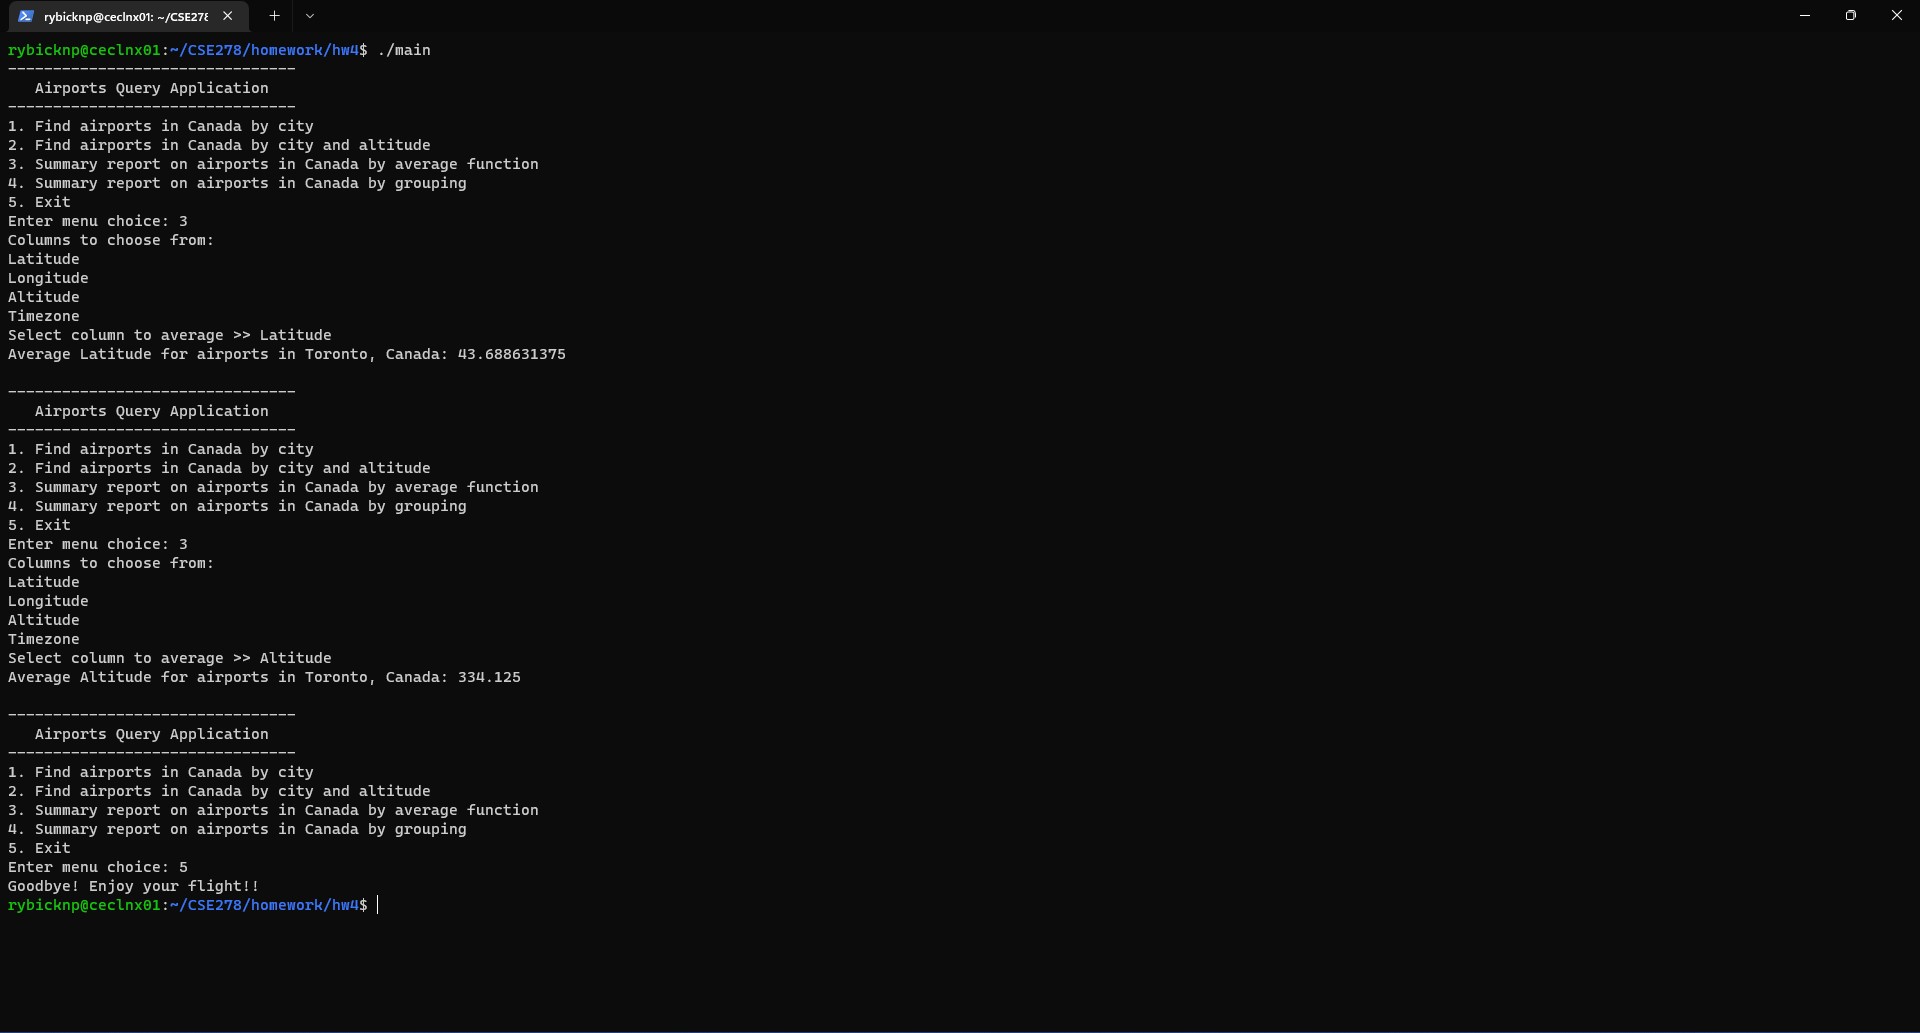 rybicknp@ceclnx01: ~/CSE278
rybicknp@ceclnx01:~/CSE278/homework/hw4$ ./main
--------------------------------
   Airports Query Application
--------------------------------
1. Find airports in Canada by city
2. Find airports in Canada by city and altitude
3. Summary report on airports in Canada by average function
4. Summary report on airports in Canada by grouping
5. Exit
Enter menu choice: 3
Columns to choose from:
Latitude
Longitude
Altitude
Timezone
Select column to average >> Latitude
Average Latitude for airports in Toronto, Canada: 43.688631375
--------------------------------
   Airports Query Application
--------------------------------
1. Find airports in Canada by city
2. Find airports in Canada by city and altitude
3. Summary report on airports in Canada by average function
4. Summary report on airports in Canada by grouping
5. Exit
Enter menu choice: 3
Columns to choose from:
Latitude
Longitude
Altitude
Timezone
Select column to average >> Altitude
Average Altitude for airports in Toronto, Canada: 334.125
--------------------------------
   Airports Query Application
--------------------------------
1. Find airports in Canada by city
2. Find airports in Canada by city and altitude
3. Summary report on airports in Canada by average function
4. Summary report on airports in Canada by grouping
5. Exit
Enter menu choice: 5
Goodbye! Enjoy your flight!!
rybicknp@ceclnx01:~/CSE278/homework/hw4$